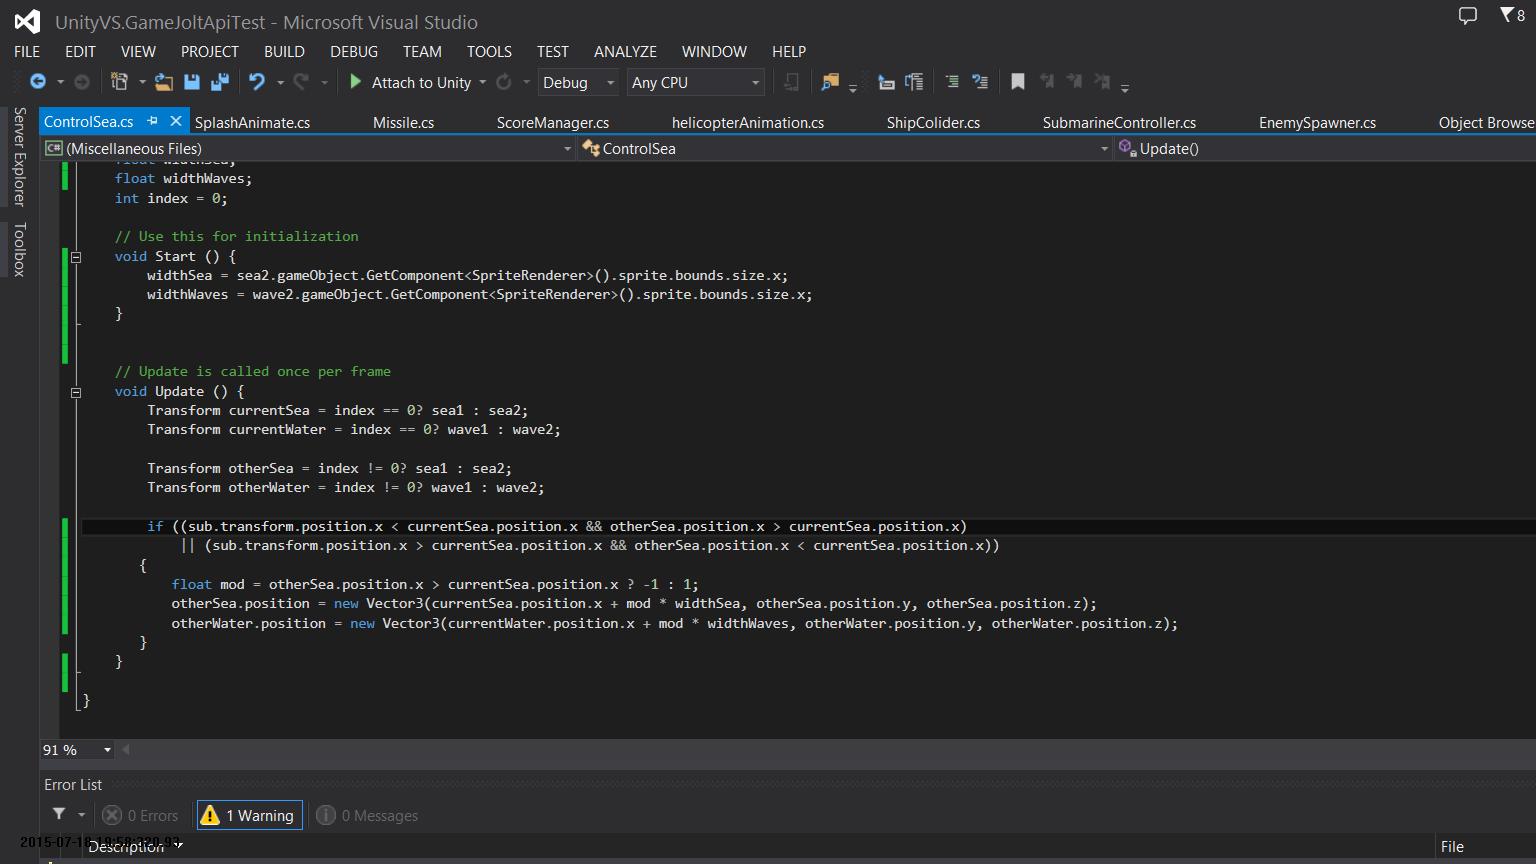 UnityVS.GameJoltApiTest - Microsoft Visual Studio
8
FILE EDIT VIEW PROJECT BUILD DEBUG TEAM TOOLS TEST ANALYZE WINDOW HELP
Attach to Unity Debug Any CPU
Server Explorer
Toolbox
ControlSea.cs SplashAnimate.cs Missile.cs ScoreManager.cs helicopterAnimation.cs ShipColider.cs SubmarineController.cs EnemySpawner.cs Object Browse
C# (Miscellaneous Files) ControlSea Update()
float widthSea;
float widthWaves;
int index = 0;
// Use this for initialization
void Start () {
widthSea = sea2.gameObject.GetComponent<SpriteRenderer>().sprite.bounds.size.x;
widthWaves = wave2.gameObject.GetComponent<SpriteRenderer>().sprite.bounds.size.x;
}
// Update is called once per frame
void Update () {
Transform currentSea = index == 0? sea1 : sea2;
Transform currentWater = index == 0? wave1 : wave2;
Transform otherSea = index != 0? sea1 : sea2;
Transform otherWater = index != 0? wave1 : wave2;
if ((sub.transform.position.x < currentSea.position.x && otherSea.position.x > currentSea.position.x)
|| (sub.transform.position.x > currentSea.position.x && otherSea.position.x < currentSea.position.x))
{
float mod = otherSea.position.x > currentSea.position.x ? -1 : 1;
otherSea.position = new Vector3(currentSea.position.x + mod * widthSea, otherSea.position.y, otherSea.position.z);
otherWater.position = new Vector3(currentWater.position.x + mod * widthWaves, otherWater.position.y, otherWater.position.z);
}
}
}
91 %
Error List
0 Errors 1 Warning 0 Messages
Description File